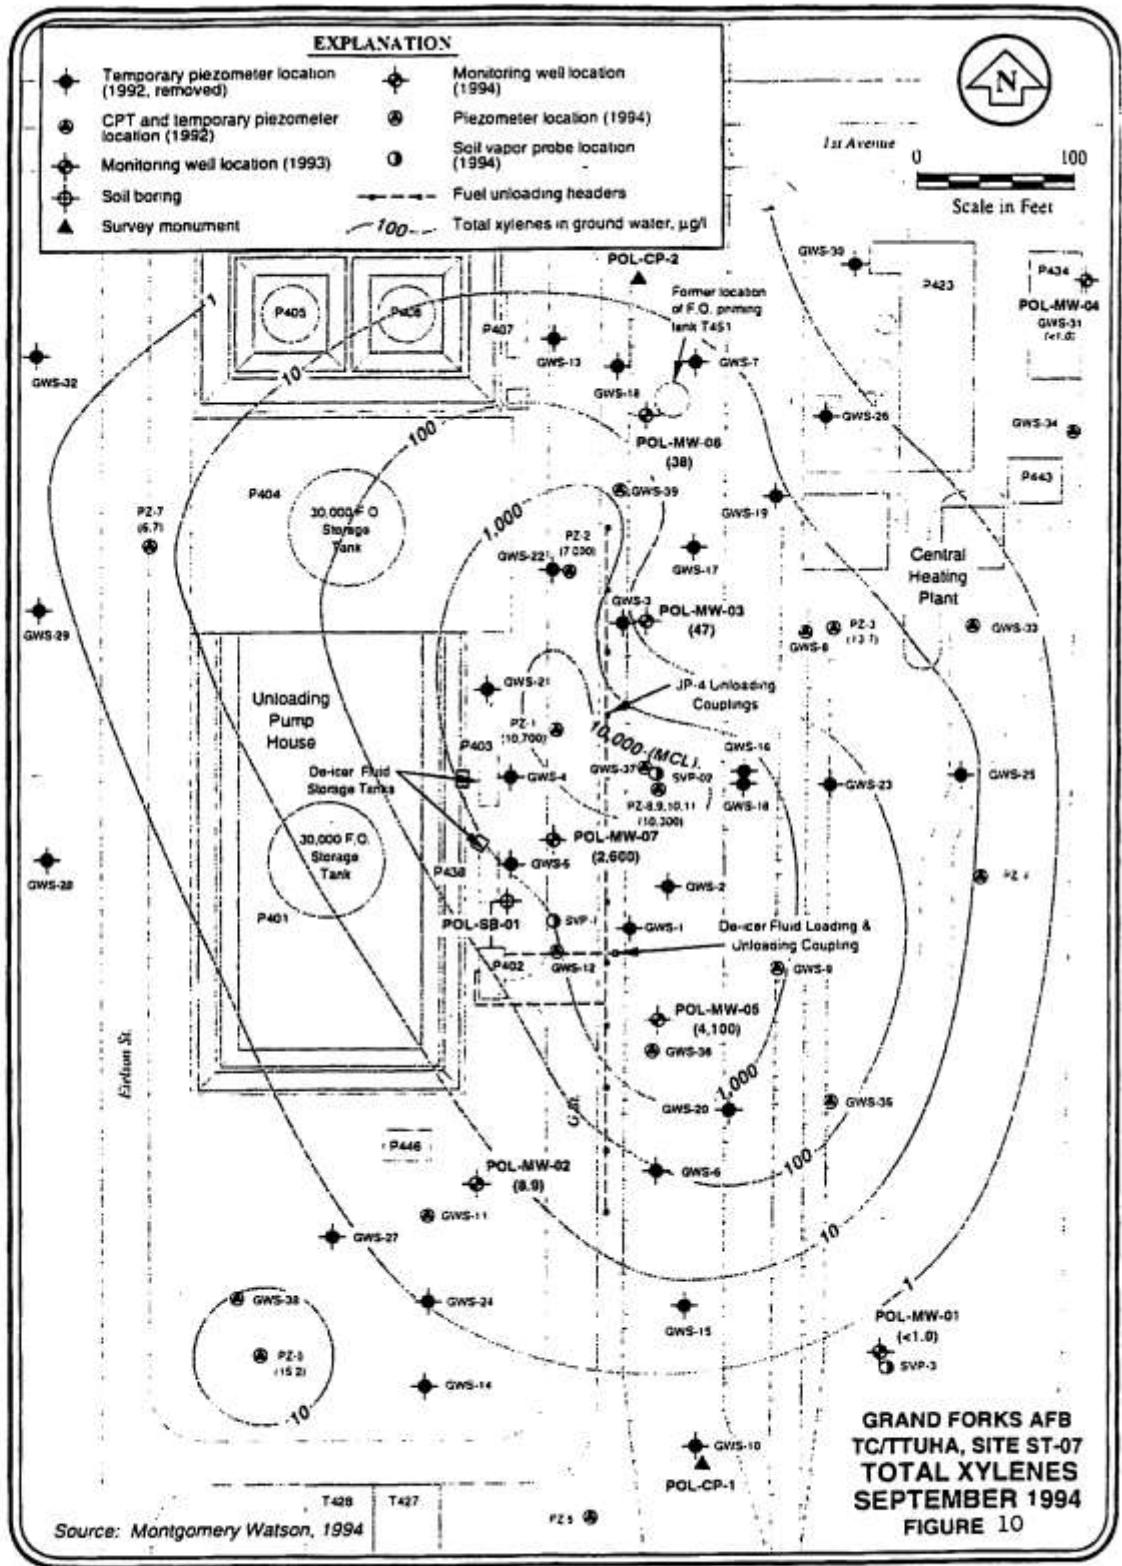 EXPLANATION
Temporary piezometer location
(1992, removed)
CPT and temporary piezometer
location (1992)
Monitoring well location (1993)
Soil boring
Survey monument
Monitoring well location
(1994)
Piezometer location (1994)
Soil vapor probe location
(1994)
Fuel unloading headers
100
Total xylenes in ground water, µg/l
N
1st Avenue
0 100
Scale in Feet
POL-CP-2
Former location
of F.O. priming
tank T451
GWS-30
P423
P434
POL-MW-04
GWS-31
(<1.0)
P405
P406
P407
1
10
GWS-32
GWS-13
GWS-7
GWS-18
GWS-26
GWS-34
POL-MW-06
(38)
100
P443
P404
GWS-39
GWS-19
30,000 F.O
Storage
Tank
1,000
PZ-7
(6.7)
PZ-2
(7 000)
GWS-22
GWS-17
Central
Heating
Plant
GWS-29
GWS-3
POL-MW-03
(47)
GWS-8
PZ-3
GWS-33
Unloading
Pump
House
GWS-21
JP-4 Unloading
Couplings
PZ-1
(10,700)
10,000 (MCL)
P403
GWS-16
De-icer Fluid
Storage Tanks
GWS-4
GWS-37
SVP-02
GWS-18
GWS-23
GWS-25
PZ-8,9,10,11
(10,300)
30,000 F.O.
Storage
Tank
POL-MW-07
(2,600)
GWS-28
P438
GWS-5
GWS-2
P401
POL-SB-01
SVP-1
GWS-1
De-icer Fluid Loading &
Unloading Coupling
P402
GWS-12
GWS-9
POL-MW-05
(4,100)
GWS-36
Eielson St.
G St.
1,000
GWS-20
GWS-35
P446
POL-MW-02
(8.9)
GWS-6
100
GWS-11
GWS-27
10
GWS-38
GWS-24
1
GWS-15
POL-MW-01
(<1.0)
SVP-3
(15 2)
GWS-14
10
GWS-10
POL-CP-1
T428
T427
PZ 5
GRAND FORKS AFB
TC/TTUHA, SITE ST-07
TOTAL XYLENES
SEPTEMBER 1994
FIGURE 10
Source: Montgomery Watson, 1994